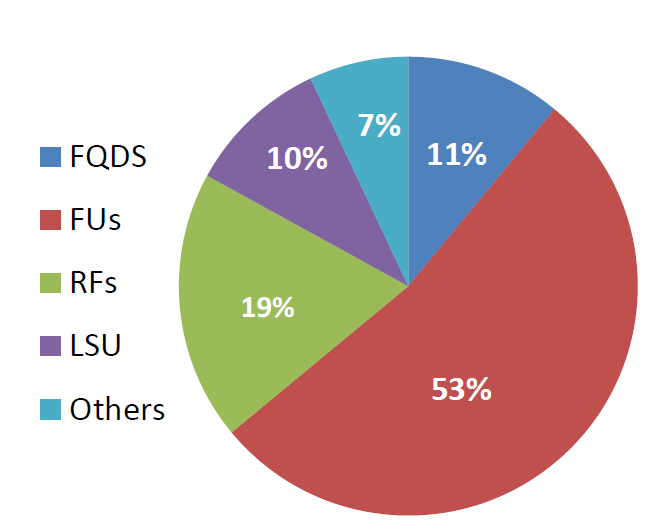 FQDS
FUs
RFs
LSU
Others
11%
53%
19%
10%
7%